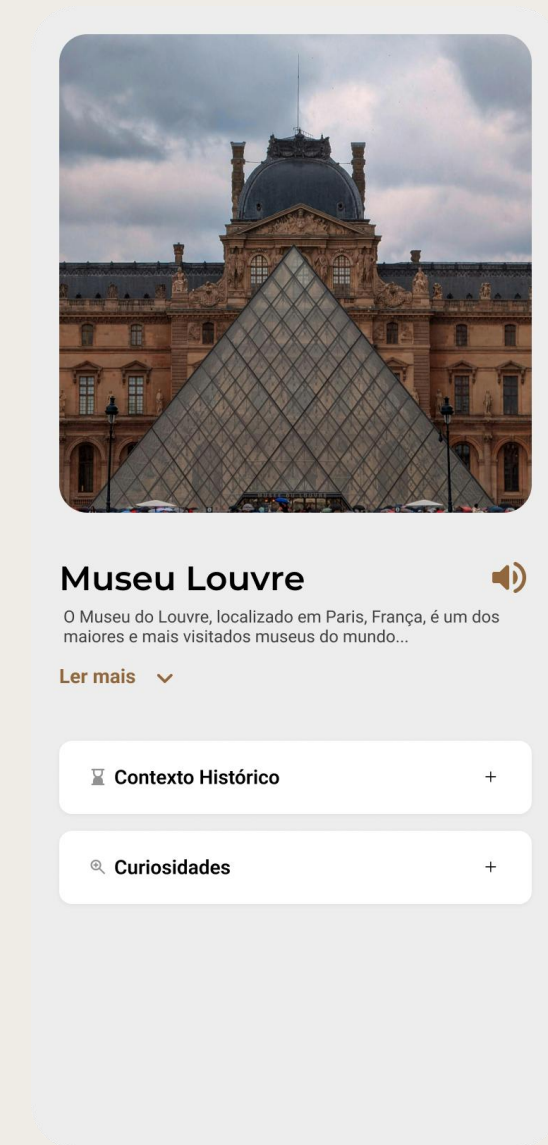 Museu Louvre
O Museu do Louvre, localizado em Paris, França, é um dos
maiores e mais visitados museus do mundo...
Ler mais
Contexto Histórico +
Curiosidades +